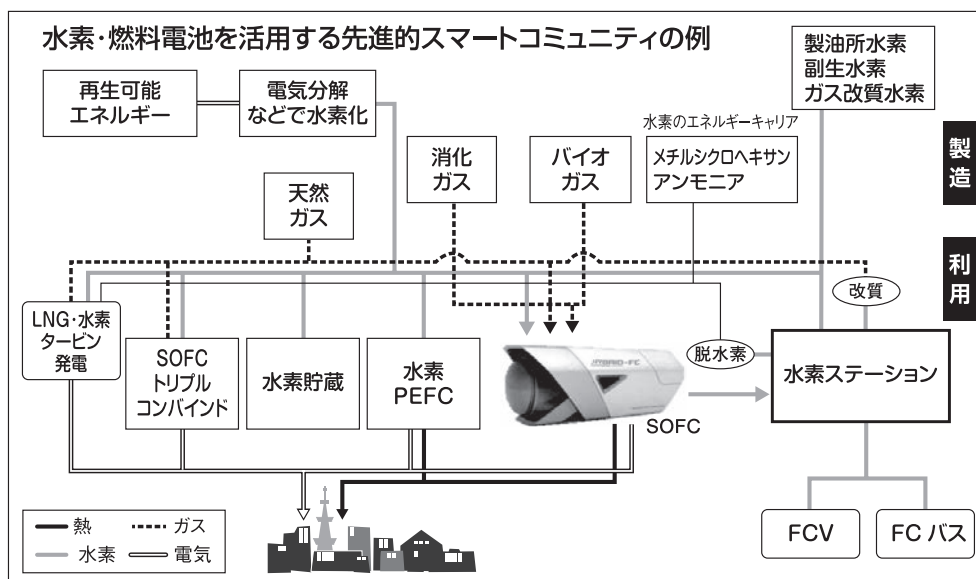 水素・燃料電池を活用する先進的スマートコミュニティの例
再生可能
エネルギー
電気分解
などで水素化
製油所水素
副生水素
ガス改質水素
水素のエネルギーキャリア
メチルシクロヘキサン
アンモニア
消化
ガス
バイオ
ガス
天然
ガス
製造
利用
改質
脱水素
LNG・水素
タービン
発電
SOFC
トリプル
コンバインド
水素貯蔵
水素
PEFC
SOFC
水素ステーション
熱
ガス
水素
電気
FCV
FC バス